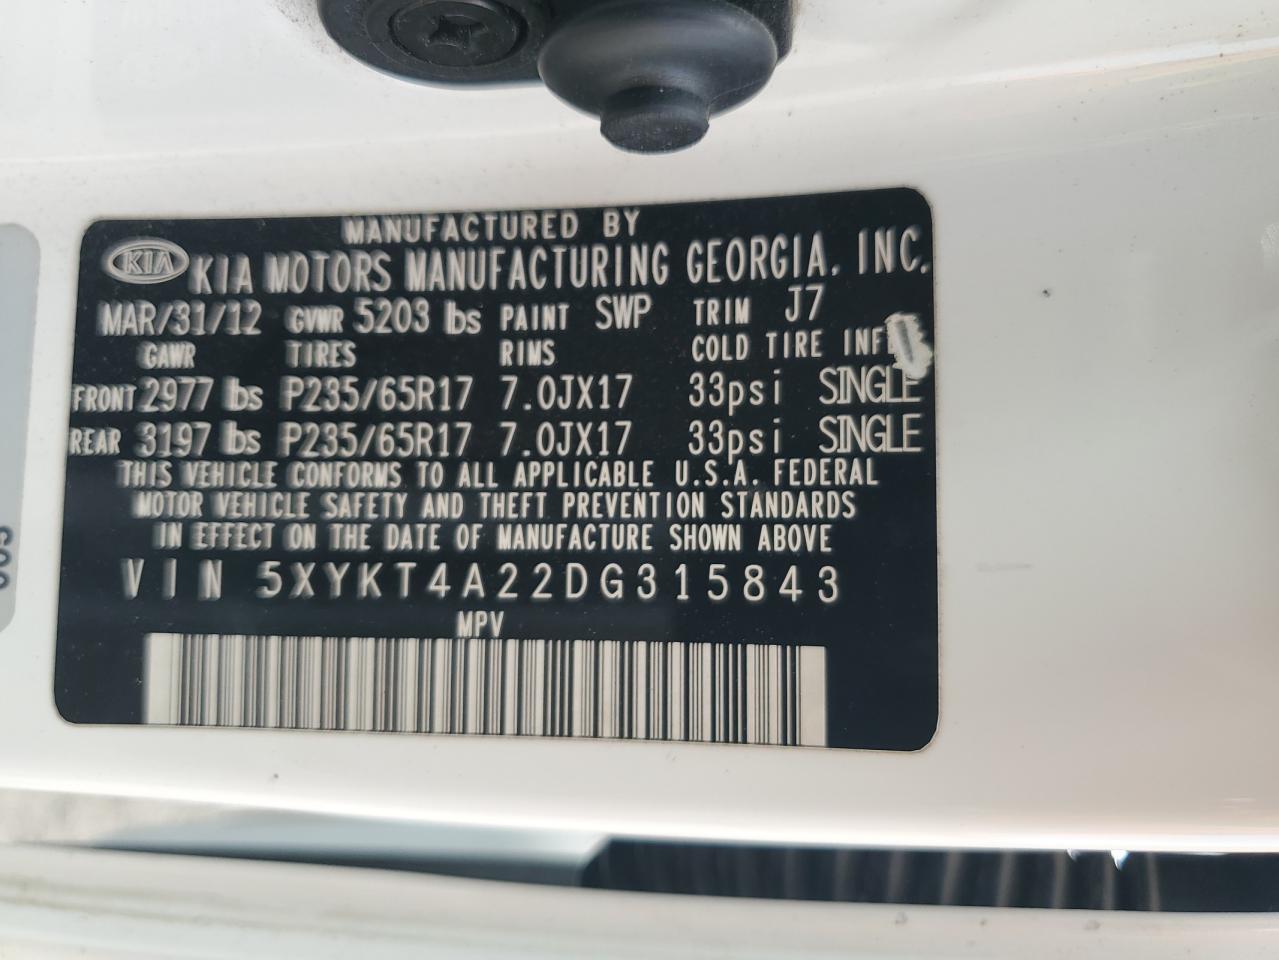 MANUFACTURED BY
KIA KIA MOTORS MANUFACTURING GEORGIA, INC.
MAR/31/12 GVWR 5203 lbs PAINT SWP TRIM J7
GAWR TIRES RIMS COLD TIRE
FRONT 2977 lbs P235/65R17 7.0JX17 33psi SINGLE
REAR 3197 lbs P235/65R17 7.0JX17 33psi SINGLE
THIS VEHICLE CONFORMS TO ALL APPLICABLE U.S.A. FEDERAL
MOTOR VEHICLE SAFETY AND THEFT PREVENTION STANDARDS
IN EFFECT ON THE DATE OF MANUFACTURE SHOWN ABOVE
VIN 5XYKT4A22DG315843
MPV